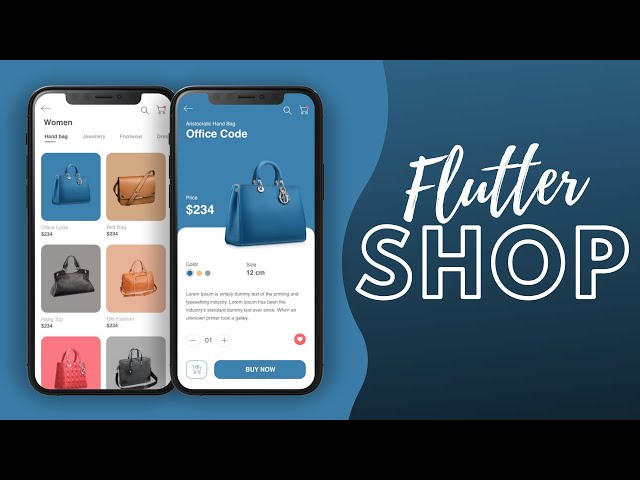 Women
Hand bag Jewellery Footwear Dres
Office Code
$234
Belt Bag
$234
Hang Top
$234
Old Fashion
$234
Aristocratic Hand Bag
Office Code
Price
$234
Color
Size
12 cm
Lorem Ipsum is simply dummy text of the printing and
typesetting industry. Lorem Ipsum has been the
industry's standard dummy text ever since. When an
unknown printer took a galley.
01
BUY NOW
Flutter
SHOP